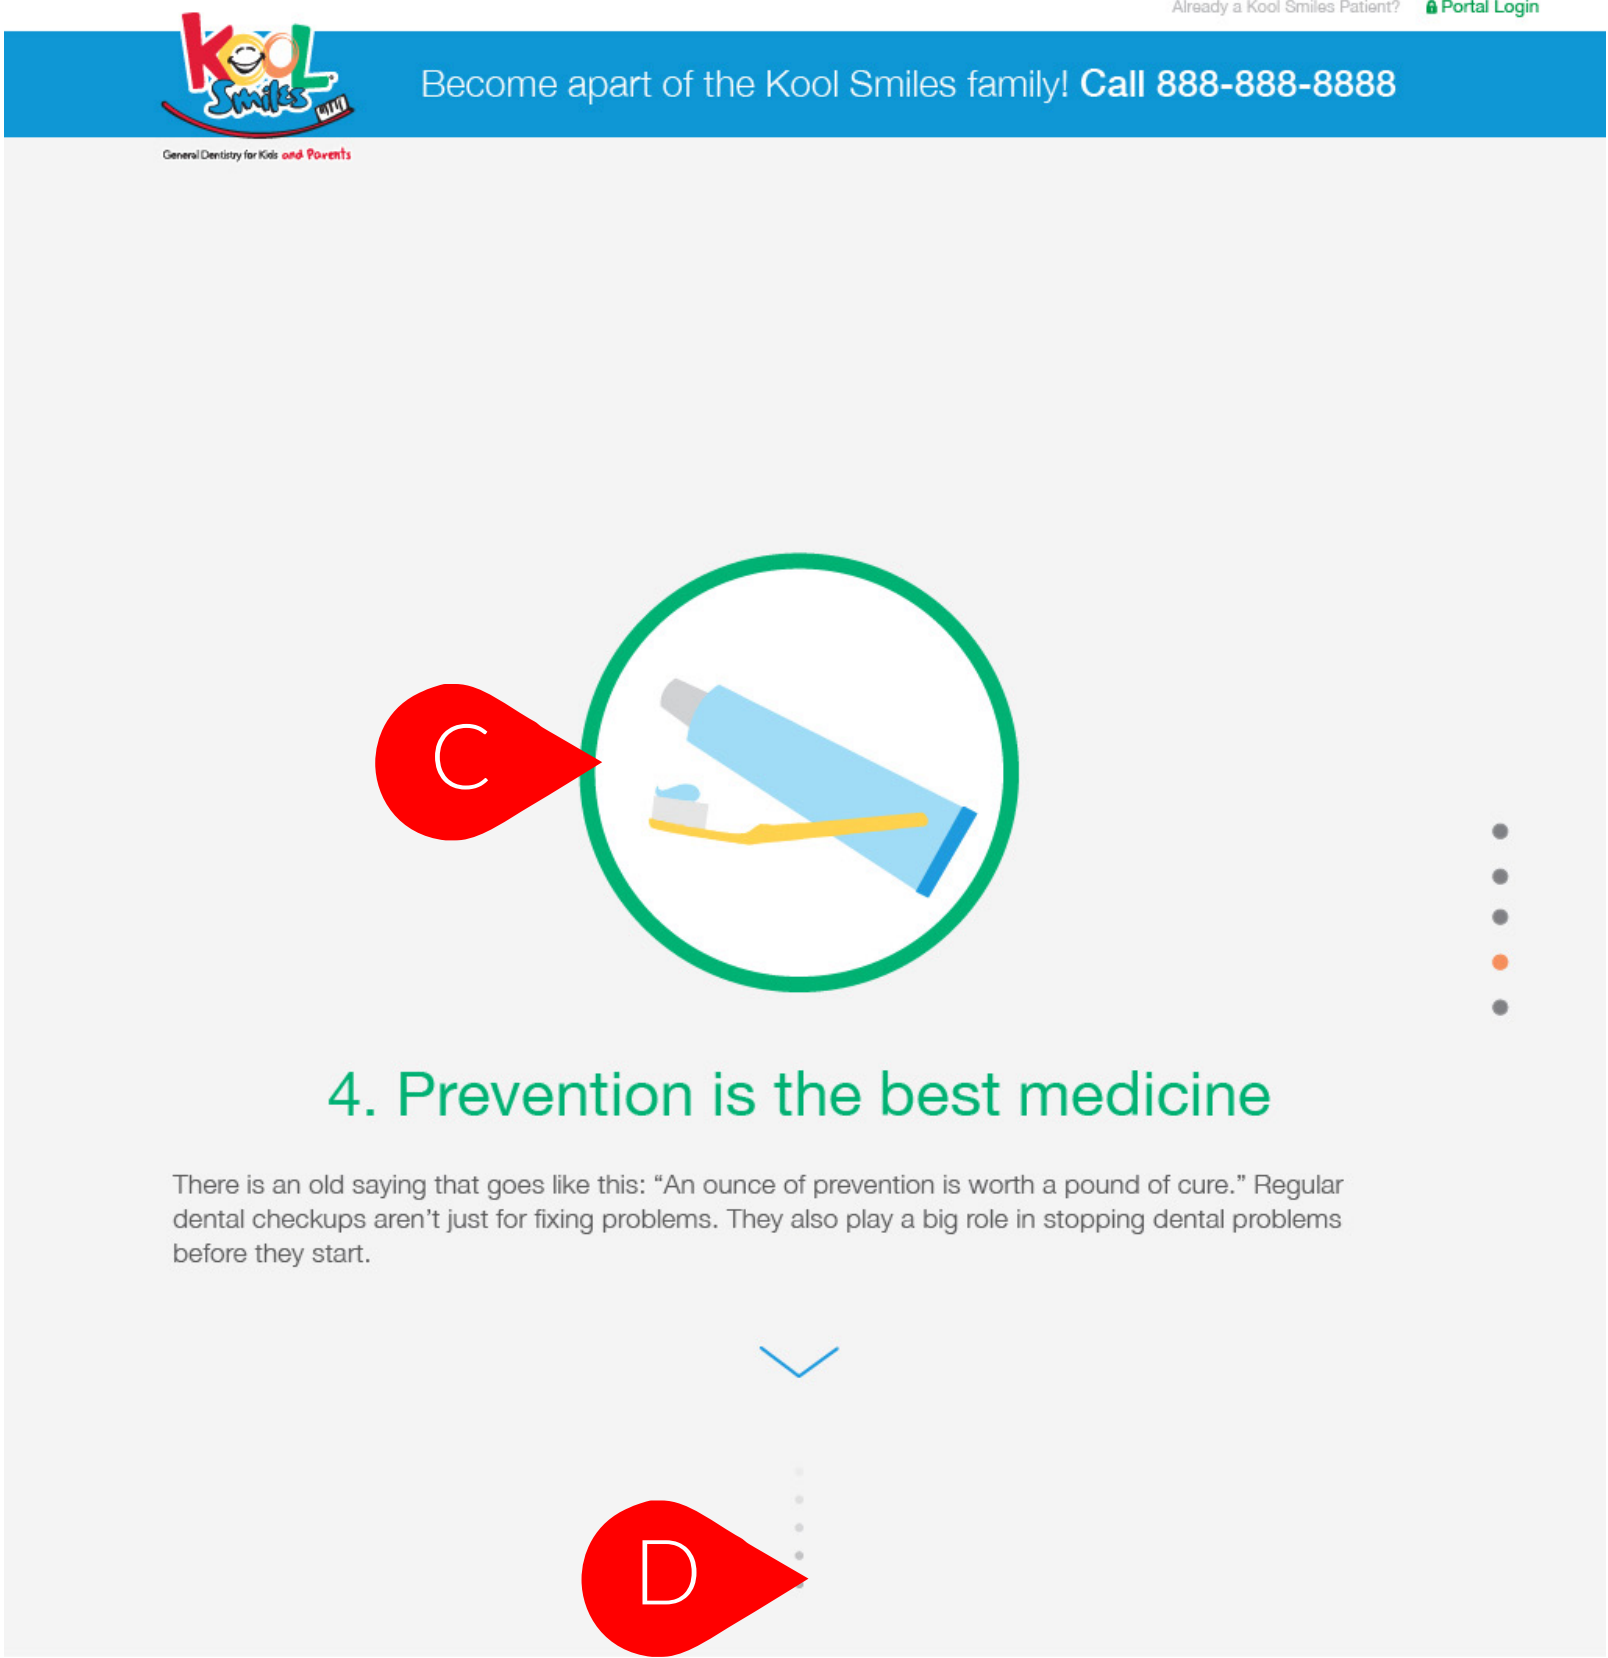 Already a Kool Smiles Patient? Portal Login
KOOL
Smiles
Become apart of the Kool Smiles family! Call 888-888-8888
General Dentistry for Kids and Parents
C
4. Prevention is the best medicine
There is an old saying that goes like this: “An ounce of prevention is worth a pound of cure.” Regular
dental checkups aren’t just for fixing problems. They also play a big role in stopping dental problems
before they start.
D